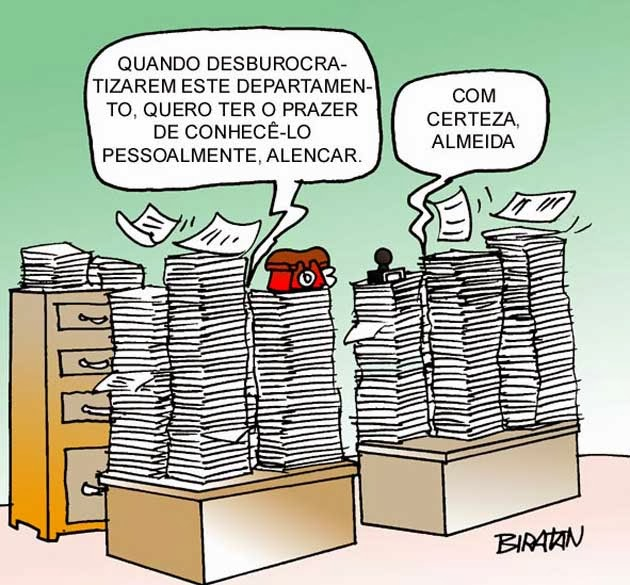 QUANDO DESBUROCRA-
TIZAREM ESTE DEPARTAMEN-
TO, QUERO TER O PRAZER
DE CONHECÊ-LO
PESSOALMENTE, ALENCAR.
COM
CERTEZA,
ALMEIDA
BIRATAN